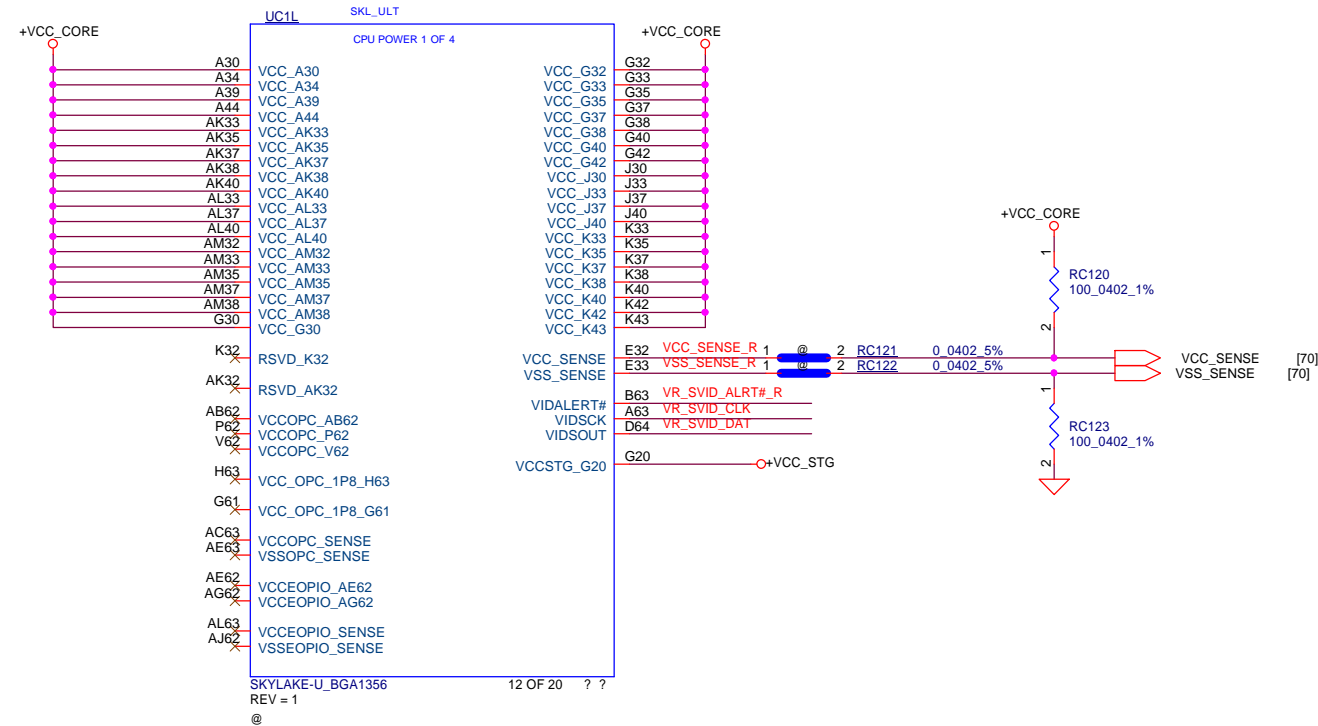 UC1L SKL_ULT
CPU POWER 1 OF 4
+VCC_CORE +VCC_CORE
A30 VCC_A30 VCC_G32 G32
A34 VCC_A34 VCC_G33 G33
A39 VCC_A39 VCC_G35 G35
A44 VCC_A44 VCC_G37 G37
AK33 VCC_AK33 VCC_G38 G38
AK35 VCC_AK35 VCC_G40 G40
AK37 VCC_AK37 VCC_G42 G42
AK38 VCC_AK38 VCC_J30 J30
AK40 VCC_AK40 VCC_J33 J33
AL33 VCC_AL33 VCC_J37 J37
AL37 VCC_AL37 VCC_J40 J40
AL40 VCC_AL40 VCC_K33 K33
AM32 VCC_AM32 VCC_K35 K35
AM33 VCC_AM33 VCC_K37 K37
AM35 VCC_AM35 VCC_K38 K38
AM37 VCC_AM37 VCC_K40 K40
AM38 VCC_AM38 VCC_K42 K42
G30 VCC_G30 VCC_K43 K43
+VCC_CORE
1
RC120
100_0402_1%
2
K32 RSVD_K32 VCC_SENSE E32 VCC_SENSE_R 1 @ 2 RC121 0_0402_5% VCC_SENSE [70]
VSS_SENSE E33 VSS_SENSE_R 1 @ 2 RC122 0_0402_5% VSS_SENSE [70]
AK32 RSVD_AK32
VIDALERT# B63 VR_SVID_ALRT#_R
AB62 VCCOPC_AB62 VIDSCK A63 VR_SVID_CLK
P62 VCCOPC_P62 VIDSOUT D64 VR_SVID_DAT
V62 VCCOPC_V62
1
RC123
100_0402_1%
2
VCCSTG_G20 G20 +VCC_STG
H63 VCC_OPC_1P8_H63
G61 VCC_OPC_1P8_G61
AC63 VCCOPC_SENSE
AE63 VSSOPC_SENSE
AE62 VCCEOPIO_AE62
AG62 VCCEOPIO_AG62
AL63 VCCEOPIO_SENSE
AJ62 VSSEOPIO_SENSE
SKYLAKE-U_BGA1356 12 OF 20 ? ?
REV = 1
@